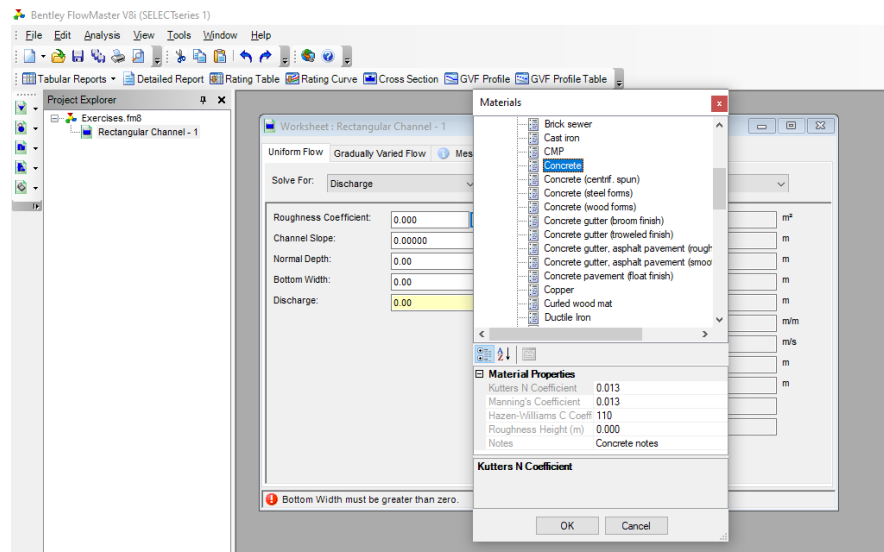 Bentley FlowMaster V8i (SELECTseries 1)
File Edit Analysis View Tools Window Help
Tabular Reports Detailed Report Rating Table Rating Curve Cross Section GVF Profile GVF Profile Table
Project Explorer
Exercises.fm8
Rectangular Channel - 1
Worksheet : Rectangular Channel - 1
Uniform Flow Gradually Varied Flow Mes
Solve For: Discharge
Roughness Coefficient: 0.000 m²
Channel Slope: 0.00000 m
Normal Depth: 0.00 m
Bottom Width: 0.00 m
Discharge: 0.00 m
m/m
m/s
m
m
Bottom Width must be greater than zero.
Materials
Brick sewer
Cast iron
CMP
Concrete
Concrete (centrif. spun)
Concrete (steel forms)
Concrete (wood forms)
Concrete gutter (broom finish)
Concrete gutter (troweled finish)
Concrete gutter, asphalt pavement (rough
Concrete gutter, asphalt pavement (smoo
Concrete pavement (float finish)
Copper
Curled wood mat
Ductile Iron
Material Properties
Kutters N Coefficient 0.013
Manning's Coefficient 0.013
Hazen-Williams C Coeff 110
Roughness Height (m) 0.000
Notes Concrete notes
Kutters N Coefficient
OK Cancel